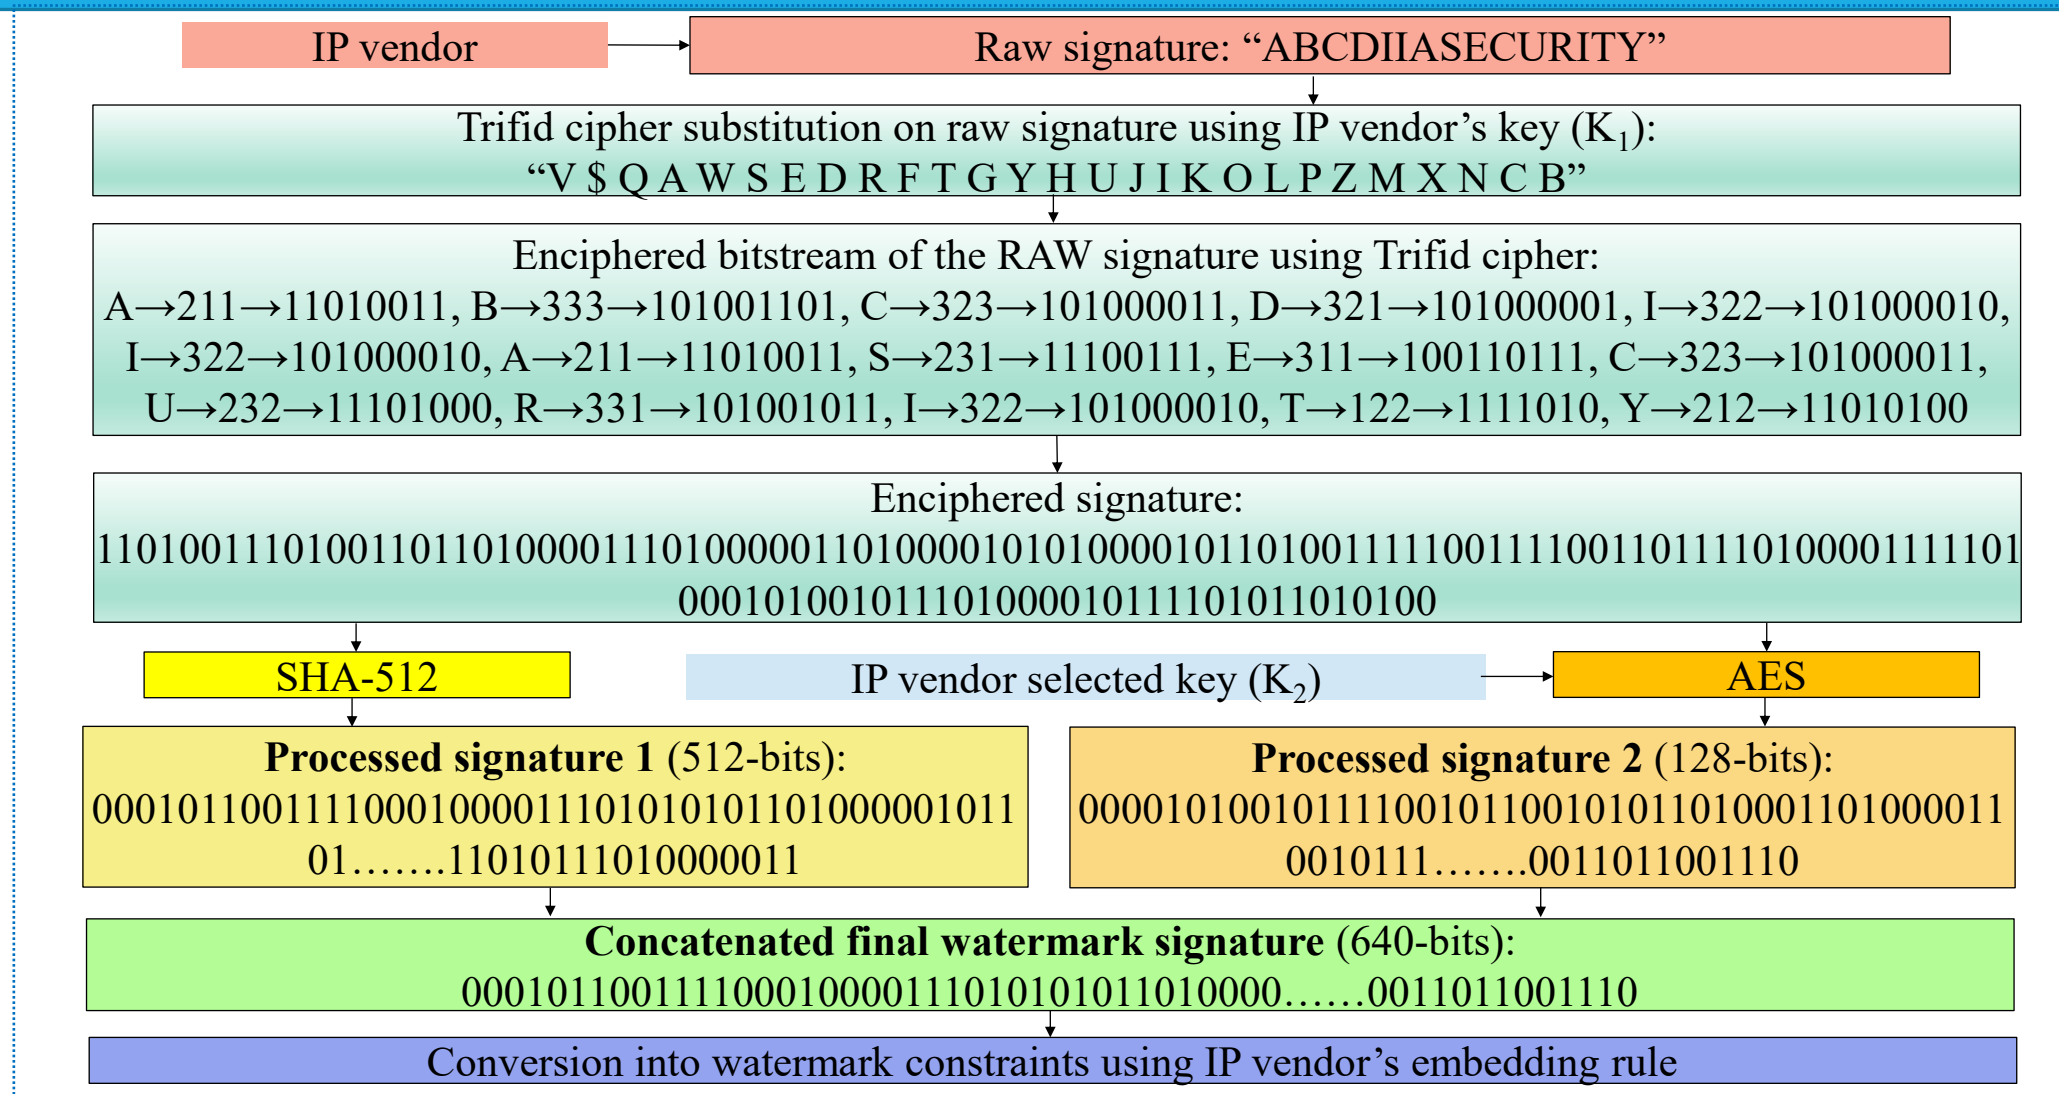 IP vendor
Raw signature: “ABCDIIASECURITY”
Trifid cipher substitution on raw signature using IP vendor’s key (K1):
“V $ Q A W S E D R F T G Y H U J I K O L P Z M X N C B”
Enciphered bitstream of the RAW signature using Trifid cipher:
A→211→11010011, B→333→101001101, C→323→101000011, D→321→101000001, I→322→101000010,
I→322→101000010, A→211→11010011, S→231→11100111, E→311→100110111, C→323→101000011,
U→232→11101000, R→331→101001011, I→322→101000010, T→122→1111010, Y→212→11010100
Enciphered signature:
11010011101001101101000011101000001101000010101000010110100111110011110011011110100001111101
000101001011101000010111101011010100
SHA-512
IP vendor selected key (K2)
AES
Processed signature 1 (512-bits):
00010110011110001000011101010101101000001011
01…….11010111010000011
Processed signature 2 (128-bits):
00001010010111100101100101011010001101000011
0010111…….0011011001110
Concatenated final watermark signature (640-bits):
000101100111100010000111010101011010000……0011011001110
Conversion into watermark constraints using IP vendor’s embedding rule